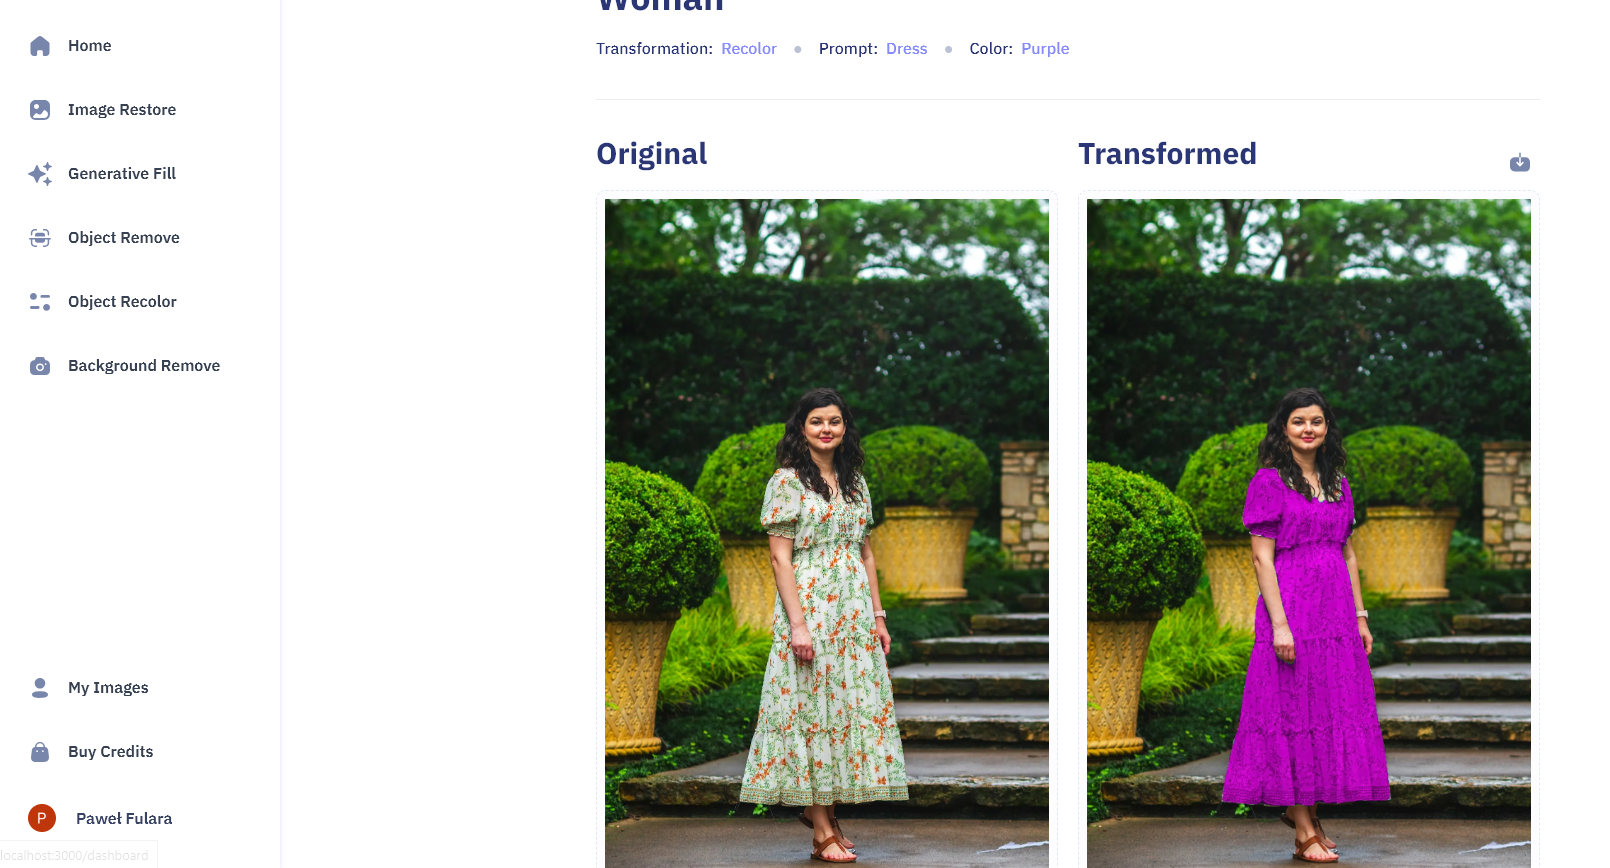 Woman
Home
Transformation: Recolor • Prompt: Dress • Color: Purple
Image Restore
Original
Transformed
Generative Fill
Object Remove
Object Recolor
Background Remove
My Images
Buy Credits
P
Paweł Fulara
localhost:3000/dashboard